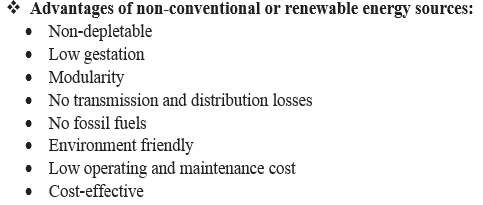 ❖ Advantages of non-conventional or renewable energy sources:
• Non-depletable
• Low gestation
• Modularity
• No transmission and distribution losses
• No fossil fuels
• Environment friendly
• Low operating and maintenance cost
• Cost-effective